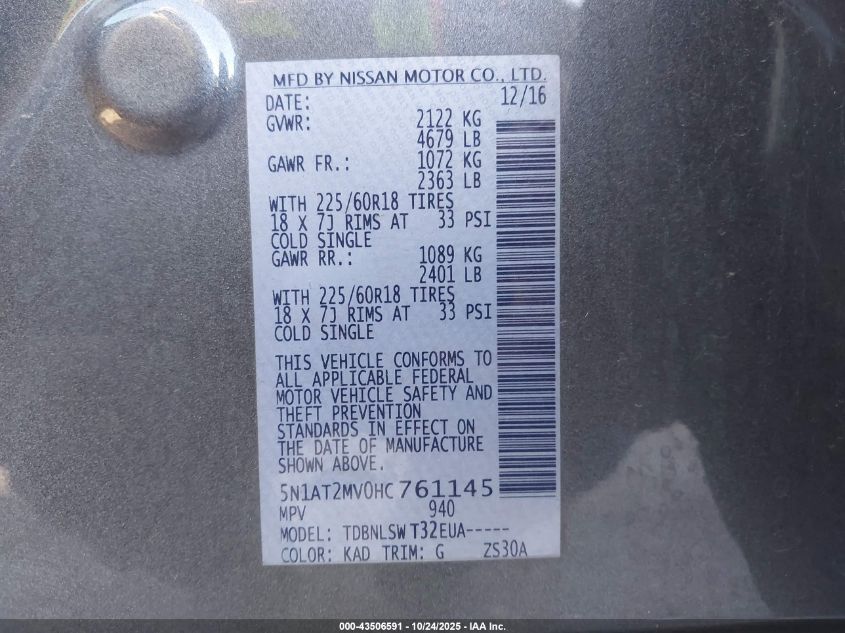 MFD BY NISSAN MOTOR CO., LTD.
DATE: 12/16
GVWR: 2122 KG
4679 LB
GAWR FR.: 1072 KG
2363 LB
WITH 225/60R18 TIRES
18 X 7J RIMS AT 33 PSI
COLD SINGLE
GAWR RR.: 1089 KG
2401 LB
WITH 225/60R18 TIRES
18 X 7J RIMS AT 33 PSI
COLD SINGLE
THIS VEHICLE CONFORMS TO
ALL APPLICABLE FEDERAL
MOTOR VEHICLE SAFETY AND
THEFT PREVENTION
STANDARDS IN EFFECT ON
THE DATE OF MANUFACTURE
SHOWN ABOVE.
5N1AT2MV0HC761145
MPV 940
MODEL: TDBNLSW T32EUA-----
COLOR: KAD TRIM: G ZS30A
000-43506591 - 10/24/2025 - IAA Inc.